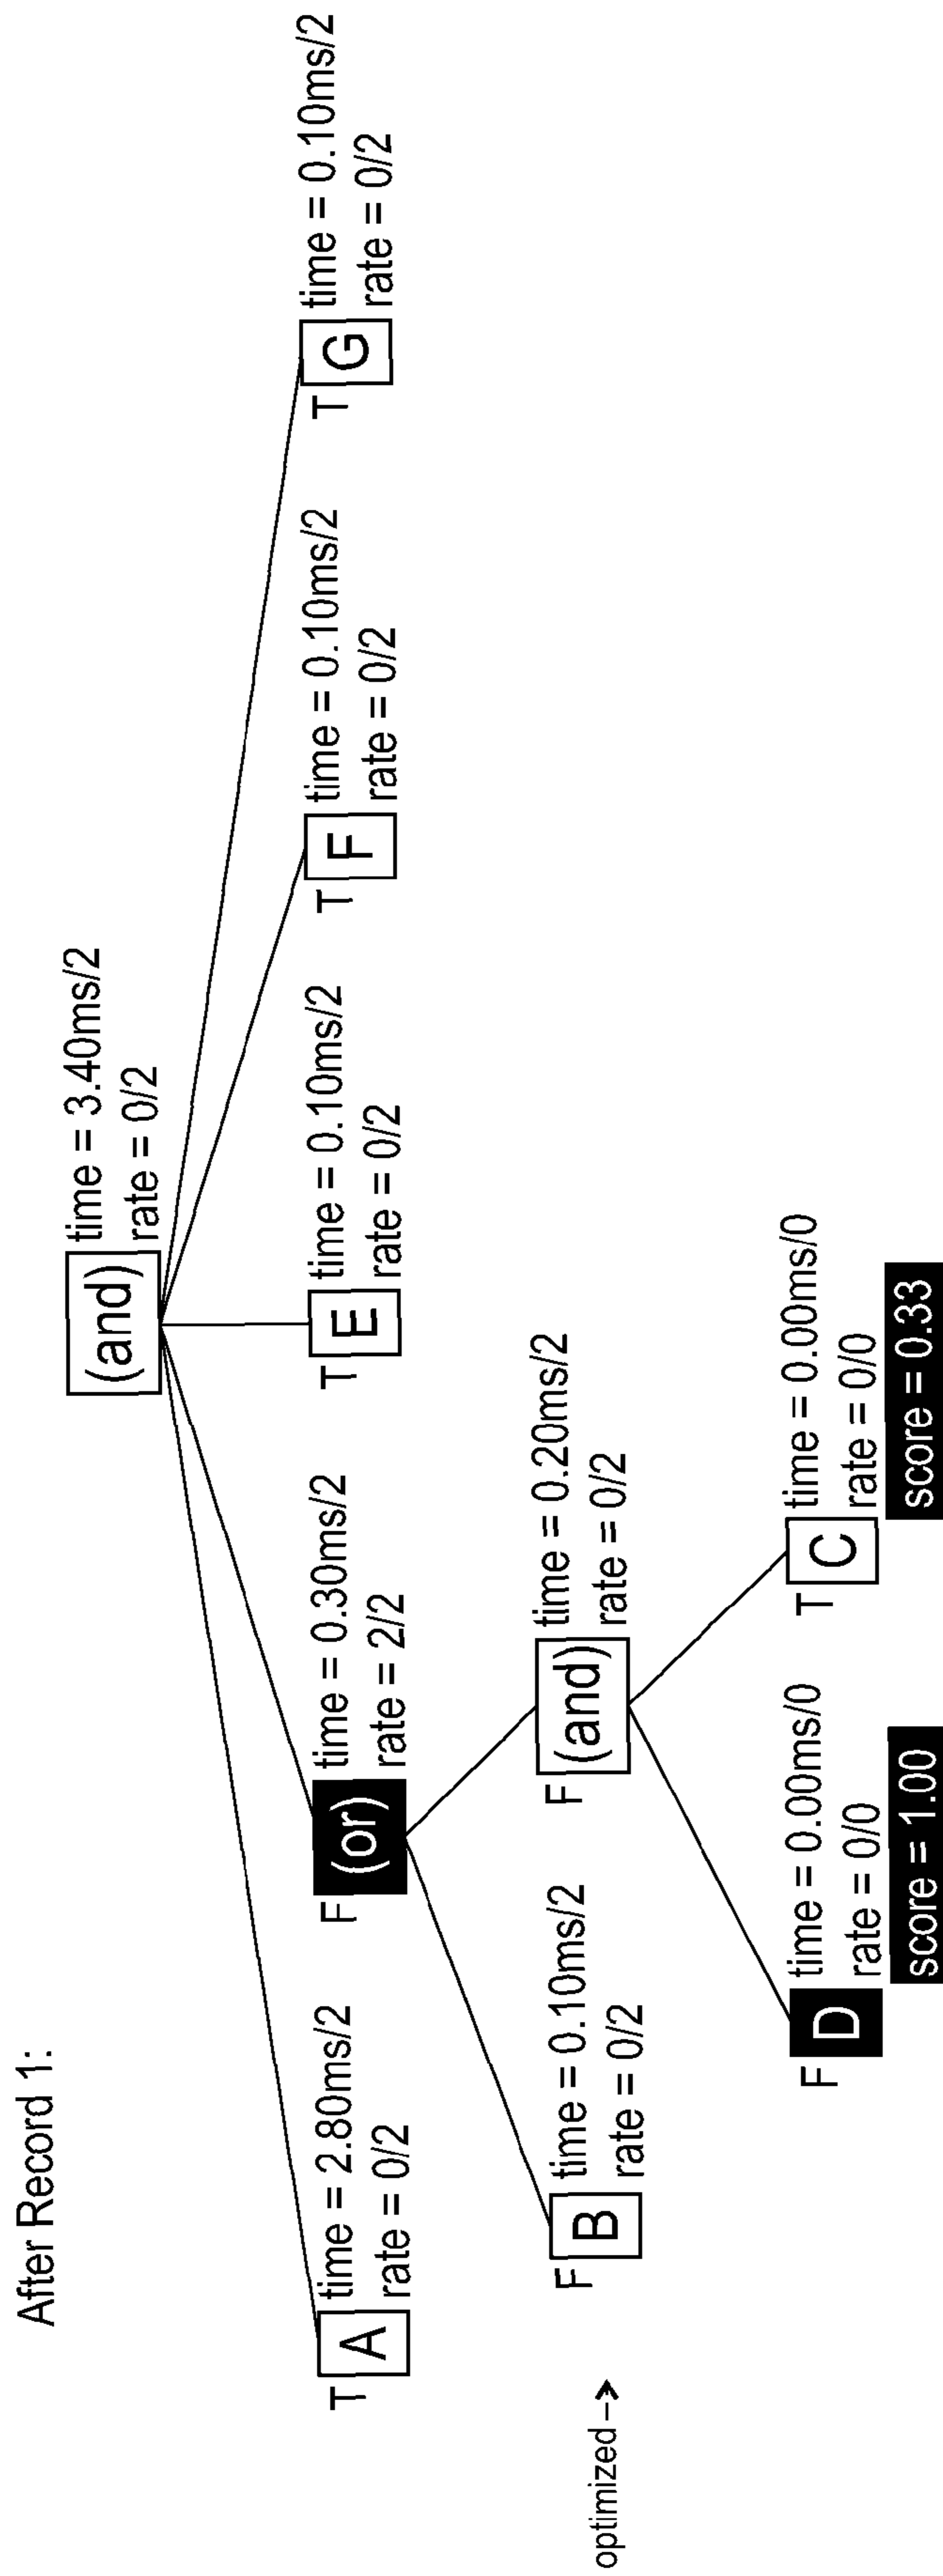 After Record 1:
(and)
time = 3.40ms/2
rate = 0/2
T
A
time = 2.80ms/2
rate = 0/2
F
(or)
time = 0.30ms/2
rate = 2/2
T
E
time = 0.10ms/2
rate = 0/2
T
F
time = 0.10ms/2
rate = 0/2
T
G
time = 0.10ms/2
rate = 0/2
optimized
F
B
time = 0.10ms/2
rate = 0/2
F
(and)
time = 0.20ms/2
rate = 0/2
F
D
time = 0.00ms/0
rate = 0/0
score = 1.00
T
C
time = 0.00ms/0
rate = 0/0
score = 0.33